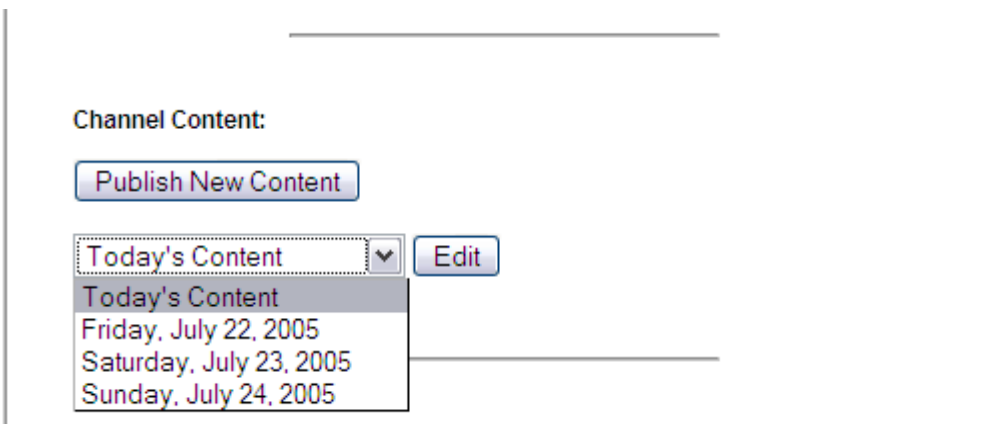 Channel Content:
Publish New Content
Today's Content Edit
Today's Content
Friday, July 22, 2005
Saturday, July 23, 2005
Sunday, July 24, 2005